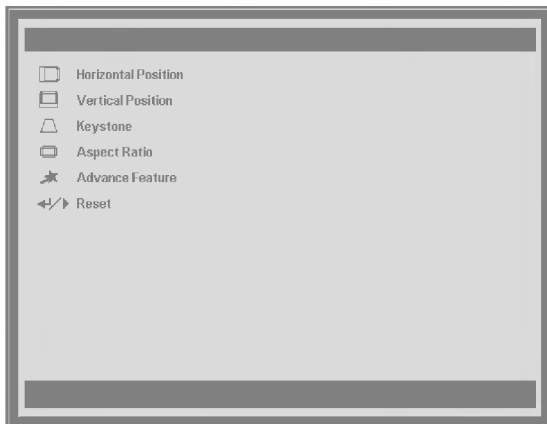 Horizontal Position
Vertical Position
Keystone
Aspect Ratio
Advance Feature
Reset